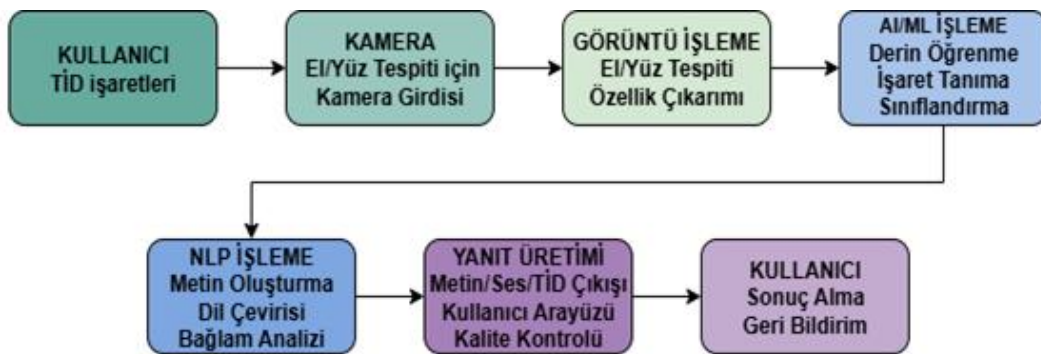 KULLANICI
TİD işaretleri
KAMERA
El/Yüz Tespiti için
Kamera Girdisi
GÖRÜNTÜ İŞLEME
El/Yüz Tespiti
Özellik Çıkarımı
AI/ML İŞLEME
Derin Öğrenme
İşaret Tanıma
Sınıflandırma
NLP İŞLEME
Metin Oluşturma
Dil Çevirisi
Bağlam Analizi
YANIT ÜRETİMİ
Metin/Ses/TİD Çıkışı
Kullanıcı Arayüzü
Kalite Kontrolü
KULLANICI
Sonuç Alma
Geri Bildirim